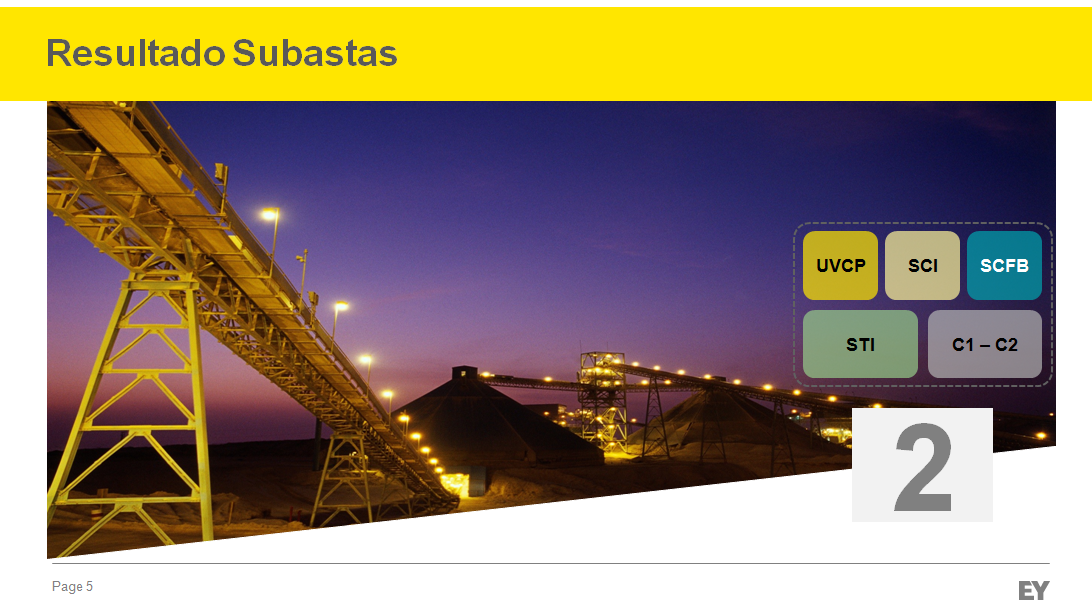 Resultado Subastas
UVCP SCI SCFB
STI C1 – C2
2
Page 5
EY